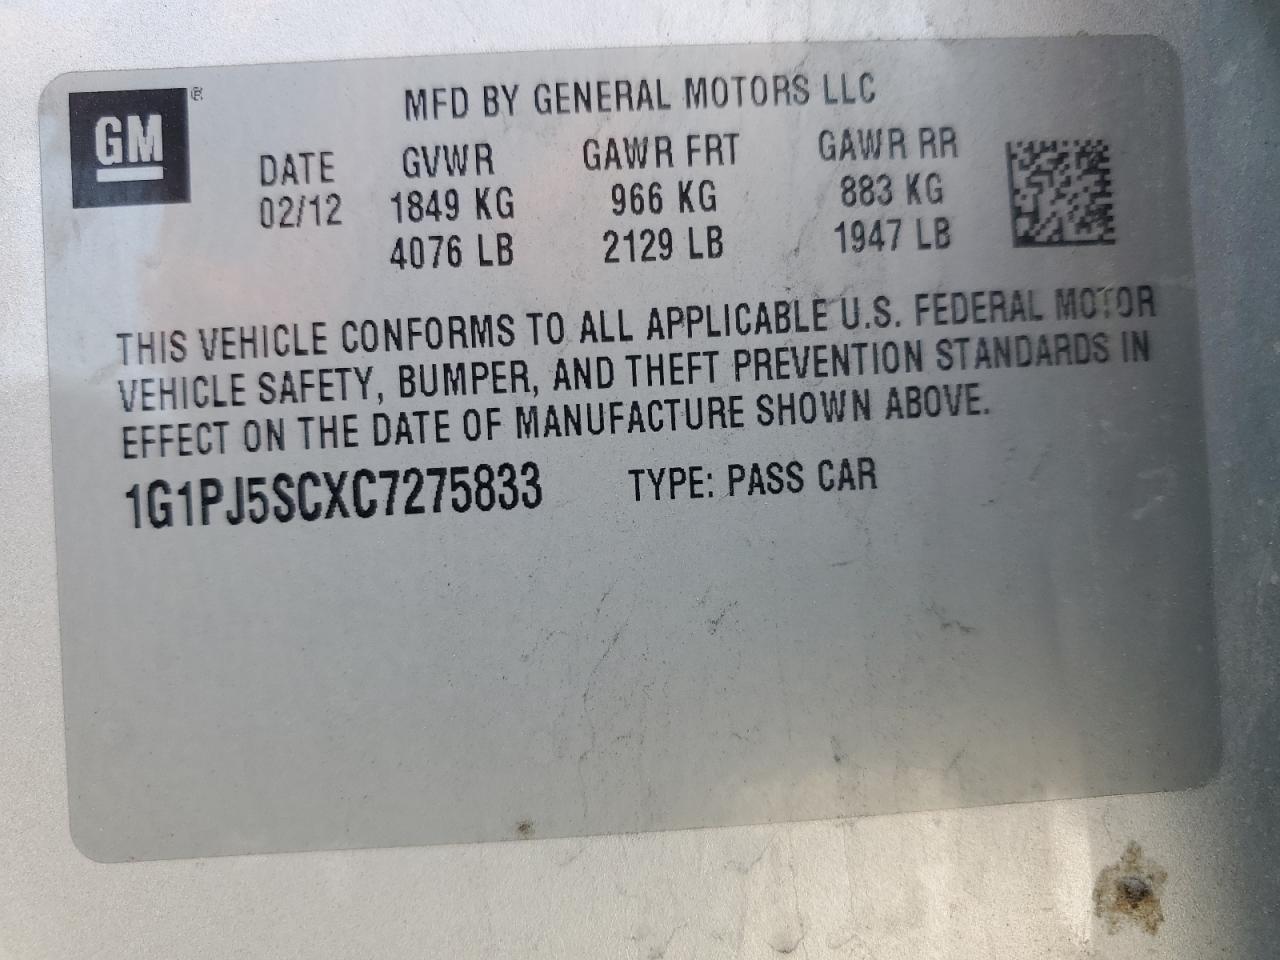 GM ®
MFD BY GENERAL MOTORS LLC
DATE GVWR GAWR FRT GAWR RR
02/12 1849 KG 966 KG 883 KG
4076 LB 2129 LB 1947 LB
THIS VEHICLE CONFORMS TO ALL APPLICABLE U.S. FEDERAL MOTOR
VEHICLE SAFETY, BUMPER, AND THEFT PREVENTION STANDARDS IN
EFFECT ON THE DATE OF MANUFACTURE SHOWN ABOVE.
1G1PJ5SCXC7275833 TYPE: PASS CAR